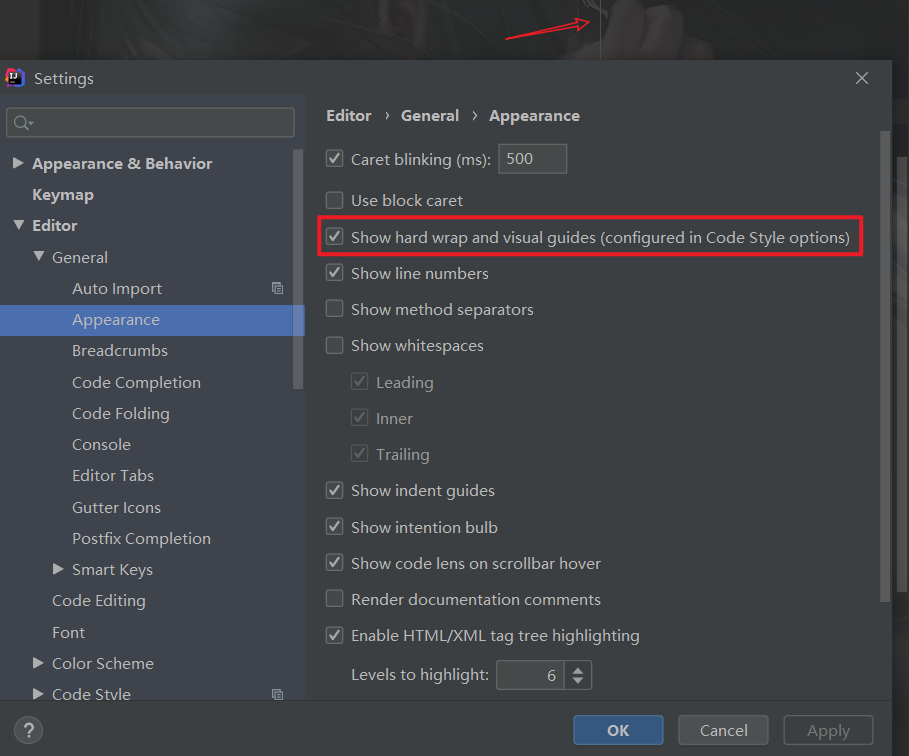 Settings
Editor › General › Appearance
Appearance & Behavior
Keymap
Editor
General
Auto Import
Appearance
Breadcrumbs
Code Completion
Code Folding
Console
Editor Tabs
Gutter Icons
Postfix Completion
Smart Keys
Code Editing
Font
Color Scheme
Code Style
Caret blinking (ms): 500
Use block caret
Show hard wrap and visual guides (configured in Code Style options)
Show line numbers
Show method separators
Show whitespaces
Leading
Inner
Trailing
Show indent guides
Show intention bulb
Show code lens on scrollbar hover
Render documentation comments
Enable HTML/XML tag tree highlighting
Levels to highlight: 6
?
OK
Cancel
Apply